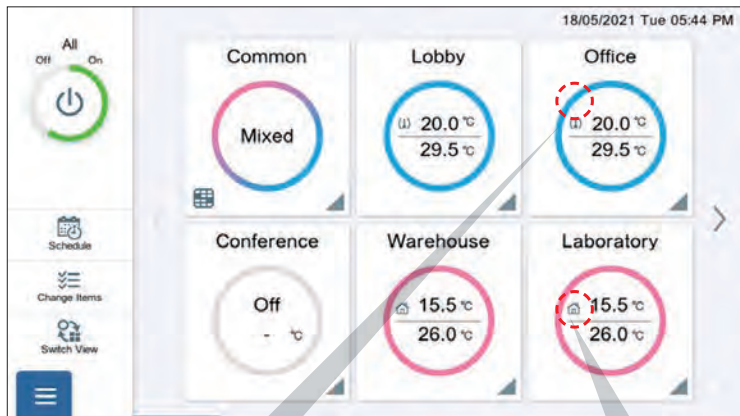 18/05/2021 Tue 05:44 PM
All
Off On
Schedule
Change Items
Switch View
Common
Mixed
Lobby
20.0 °C
29.5 °C
Office
20.0 °C
29.5 °C
Conference
Off
- °C
Warehouse
15.5 °C
26.0 °C
Laboratory
15.5 °C
26.0 °C